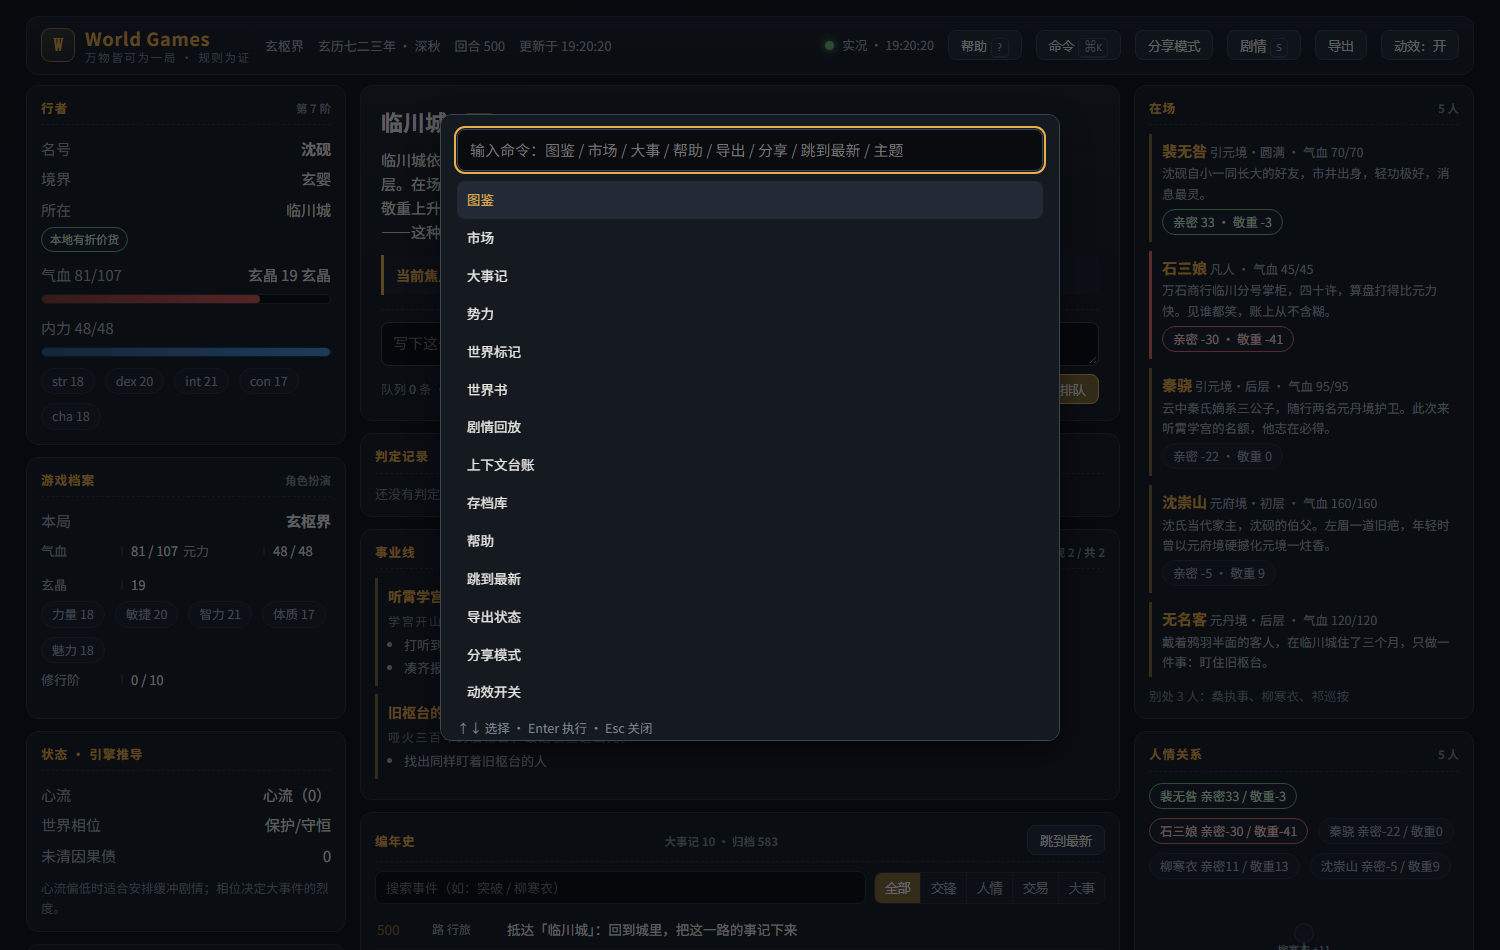 W
World Games
万物皆可为一局 · 规则为证
玄枢界 玄历七二三年 · 深秋 回合 500 更新于 19:20:20
实况 · 19:20:20
帮助 ?
命令 ⌘K
分享模式
剧情 S
导出
动效：开
行者 第 7 阶
名号 沈砚
境界 玄婴
所在 临川城
本地有折价货
气血 81/107 玄晶 19 玄晶
内力 48/48
str 18 dex 20 int 21 con 17
cha 18
游戏档案 角色扮演
本局 玄枢界
气血 81 / 107 元力 48 / 48
玄晶 19
力量 18 敏捷 20 智力 21 体质 17
魅力 18
修行阶 0 / 10
状态 · 引擎推导
心流 心流（0）
世界相位 保护/守恒
未清因果债 0
心流偏低时适合安排缓冲剧情；相位决定大事件的烈
度。
临川城
临川城依
层。在场
敬重上升
——这种
当前焦
写下这
队列 0 条
排队
判定记录
还没有判定
事业线 2 / 共 2
听霄学宫
学宫开山
打听到
凑齐报
旧枢台的
哑火三百
找出同样盯着旧枢台的人
编年史 大事记 10 · 归档 583 跳到最新
搜索事件（如：突破 / 柳寒衣）
全部 交锋 人情 交易 大事
500 路 行旅 抵达「临川城」：回到城里，把这一路的事记下来
输入命令：图鉴 / 市场 / 大事 / 帮助 / 导出 / 分享 / 跳到最新 / 主题
图鉴
市场
大事记
势力
世界标记
世界书
剧情回放
上下文台账
存档库
帮助
跳到最新
导出状态
分享模式
动效开关
↑↓ 选择 · Enter 执行 · Esc 关闭
在场 5 人
裴无咎 引元境 · 圆满 · 气血 70/70
沈砚自小一同长大的好友，市井出身，轻功极好，消
息最灵。
亲密 33 · 敬重 -3
石三娘 凡人 · 气血 45/45
万石商行临川分号掌柜，四十许，算盘打得比元力
快。见谁都笑，账上从不含糊。
亲密 -30 · 敬重 -41
秦骁 引元境 · 后层 · 气血 95/95
云中秦氏嫡系三公子，随行两名元丹境护卫。此次来
听霄学宫的名额，他志在必得。
亲密 -22 · 敬重 0
沈崇山 元府境 · 初层 · 气血 160/160
沈氏当代家主，沈砚的伯父。左眉一道旧疤，年轻时
曾以元府境硬撼化元境一炷香。
亲密 -5 · 敬重 9
无名客 元丹境 · 后层 · 气血 120/120
戴着鸦羽半面的客人，在临川城住了三个月，只做一
件事：盯住旧枢台。
别处 3 人：桑执事、柳寒衣、祁巡按
人情关系 5 人
裴无咎 亲密33 / 敬重-3
石三娘 亲密-30 / 敬重-41 秦骁 亲密-22 / 敬重0
柳寒衣 亲密11 / 敬重13 沈崇山 亲密-5 / 敬重9